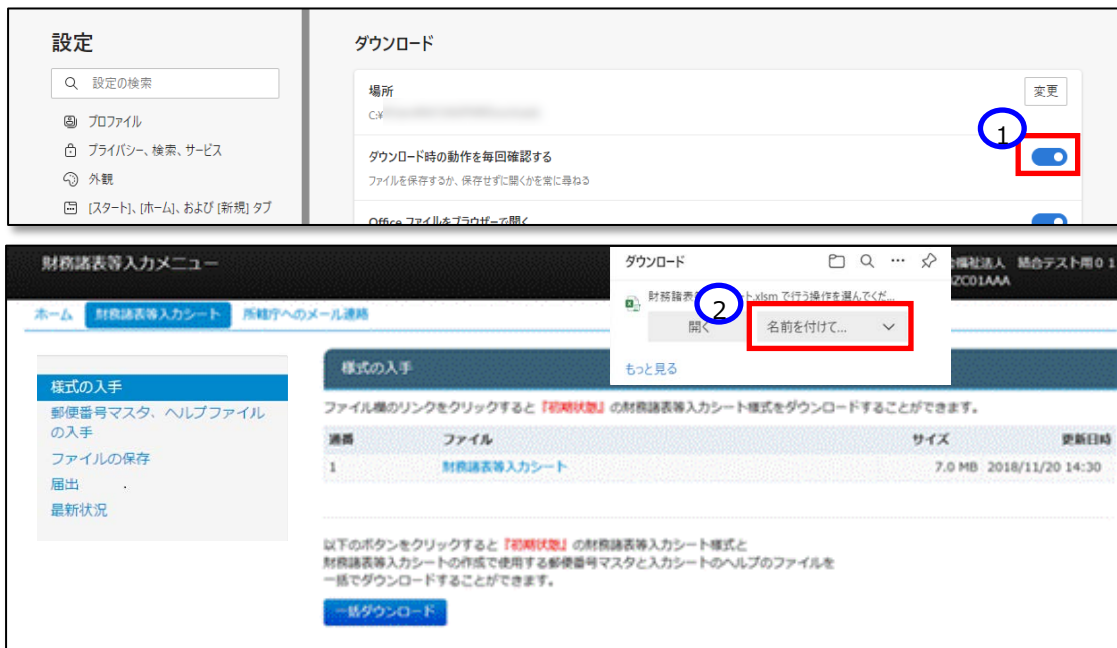 設定
設定の検索
プロファイル
プライバシー、検索、サービス
外観
[スタート]、[ホーム]、および [新規] タブ
ダウンロード
場所
C:¥
変更
1
ダウンロード時の動作を毎回確認する
ファイルを保存するか、保存せずに開くかを常に尋ねる
Office ファイルをブラウザーで開く
財務諸表等入力メニュー
ホーム
財務諸表等入力シート
所轄庁へのメール連絡
ダウンロード
福祉法人 結合テスト用01
ZC01AAA
財務諸表 ート.xlsm で行う操作を選んでくだ...
2
開く
名前を付けて...
もっと見る
様式の入手
郵便番号マスタ、ヘルプファイル
の入手
ファイルの保存
届出
最新状況
様式の入手
ファイル欄のリンクをクリックすると『初期状態』の財務諸表等入力シート様式をダウンロードすることができます。
通番 ファイル サイズ 更新日時
1 財務諸表等入力シート 7.0 MB 2018/11/20 14:30
以下のボタンをクリックすると『初期状態』の財務諸表等入力シート様式と
財務諸表等入力シートの作成で使用する郵便番号マスタと入力シートのヘルプのファイルを
一括でダウンロードすることができます。
一括ダウンロード